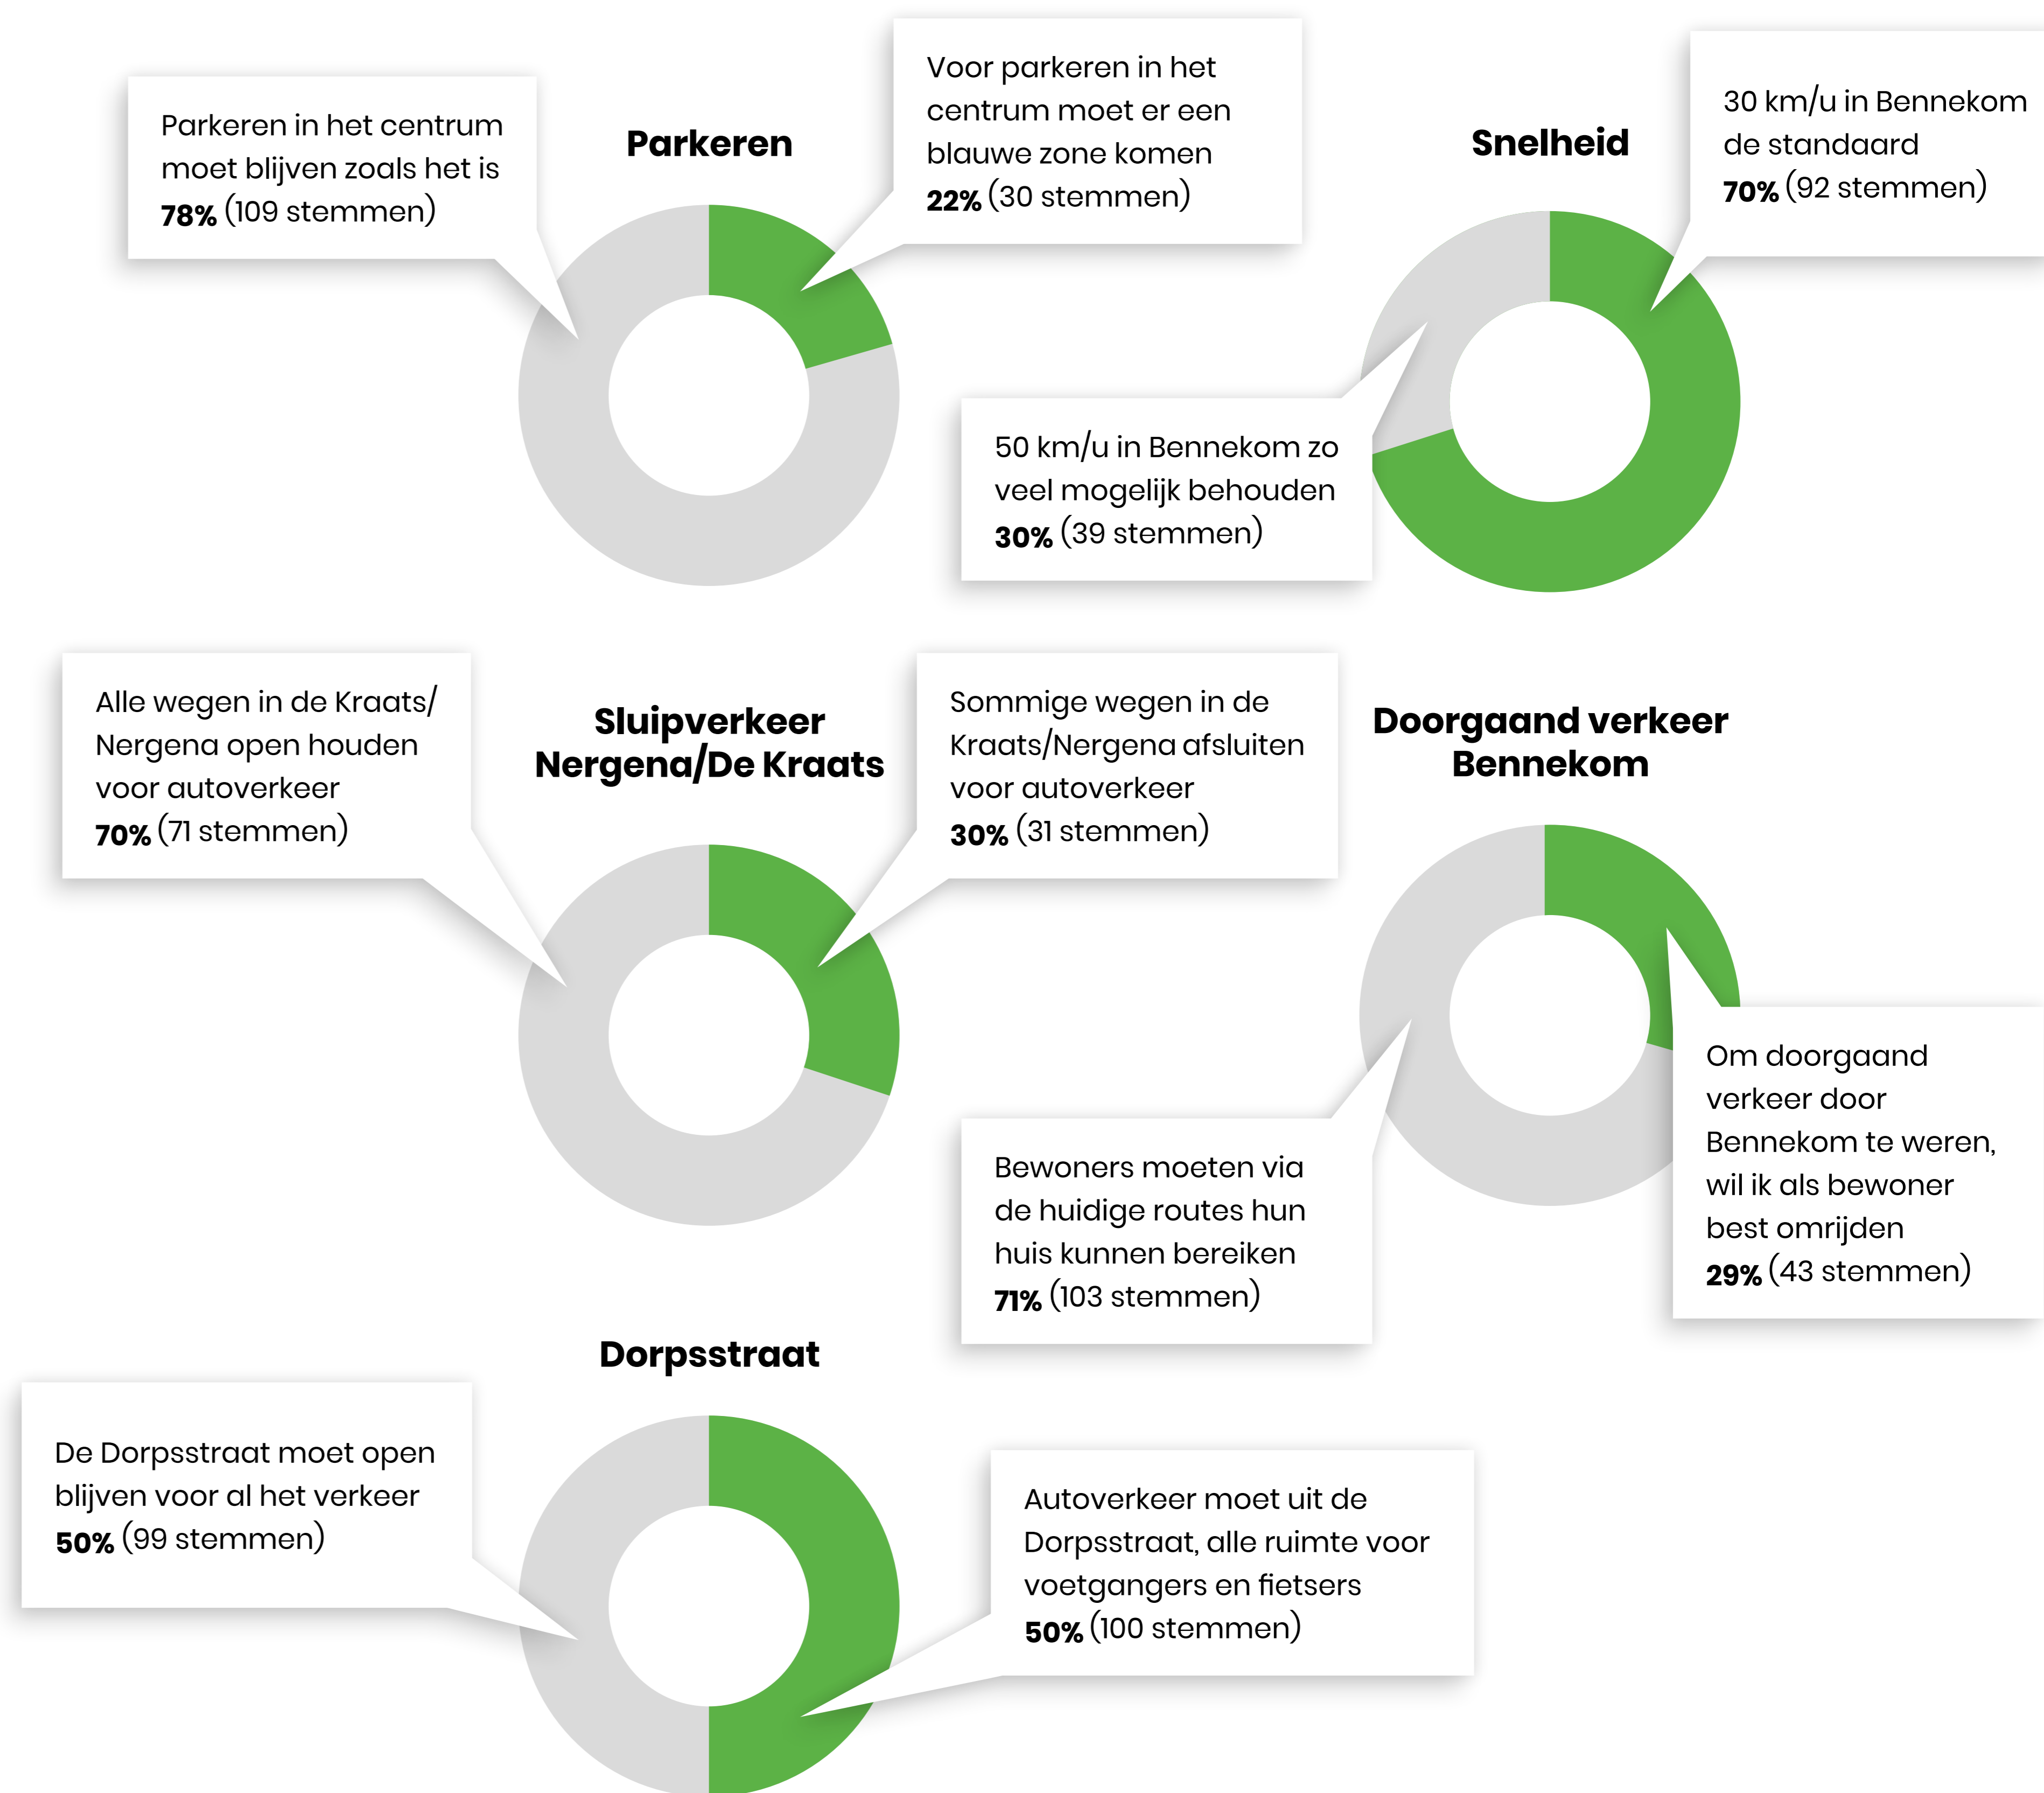 Parkeren
Parkeren in het centrum
moet blijven zoals het is
78% (109 stemmen)
Voor parkeren in het
centrum moet er een
blauwe zone komen
22% (30 stemmen)
Snelheid
30 km/u in Bennekom
de standaard
70% (92 stemmen)
50 km/u in Bennekom zo
veel mogelijk behouden
30% (39 stemmen)
Sluipverkeer
Nergena/De Kraats
Alle wegen in de Kraats/
Nergena open houden
voor autoverkeer
70% (71 stemmen)
Sommige wegen in de
Kraats/Nergena afsluiten
voor autoverkeer
30% (31 stemmen)
Doorgaand verkeer
Bennekom
Bewoners moeten via
de huidige routes hun
huis kunnen bereiken
71% (103 stemmen)
Om doorgaand
verkeer door
Bennekom te weren,
wil ik als bewoner
best omrijden
29% (43 stemmen)
Dorpsstraat
De Dorpsstraat moet open
blijven voor al het verkeer
50% (99 stemmen)
Autoverkeer moet uit de
Dorpsstraat, alle ruimte voor
voetgangers en fietsers
50% (100 stemmen)